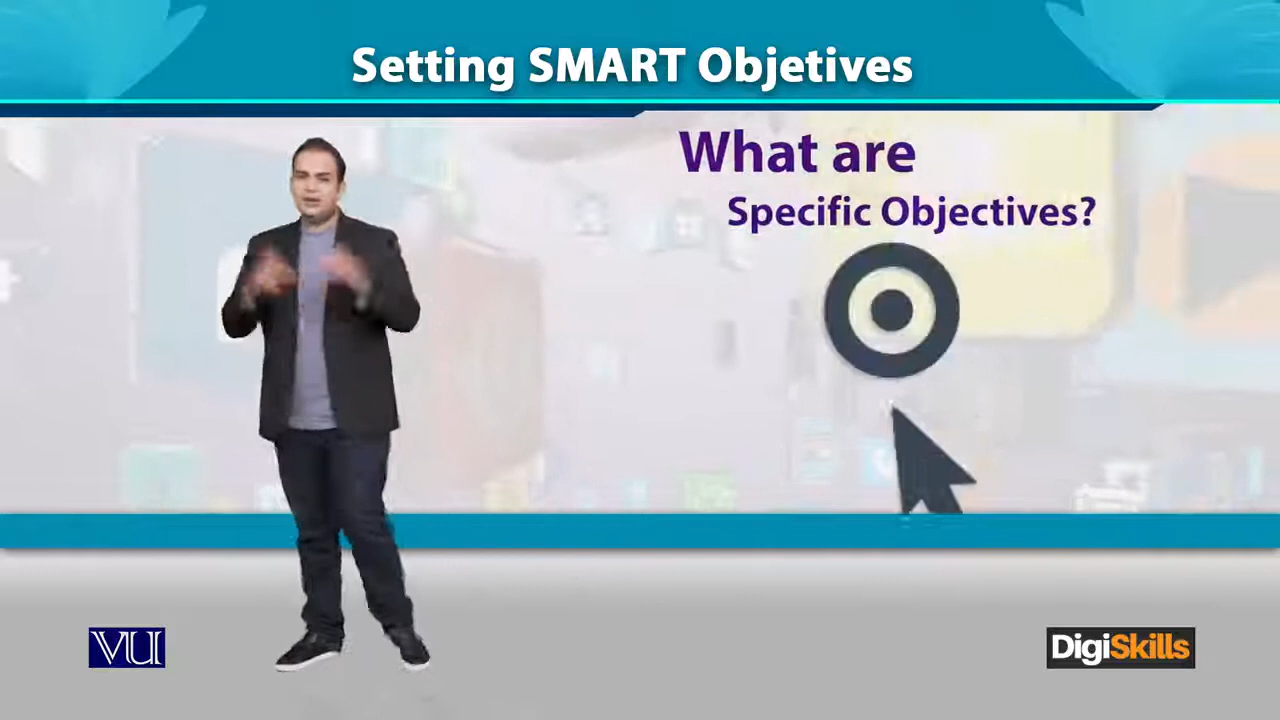 Setting SMART Objetives
What are
Specific Objectives?
VU
DigiSkills